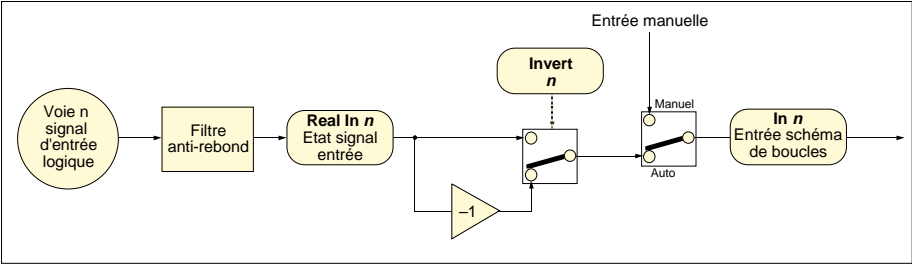 Entrée manuelle
Invert
n
Voie n
signal
d'entrée
logique
Filtre
anti-rebond
Real In n
Etat signal
entrée
Manuel
Auto
In n
Entrée schéma
de boucles
–1